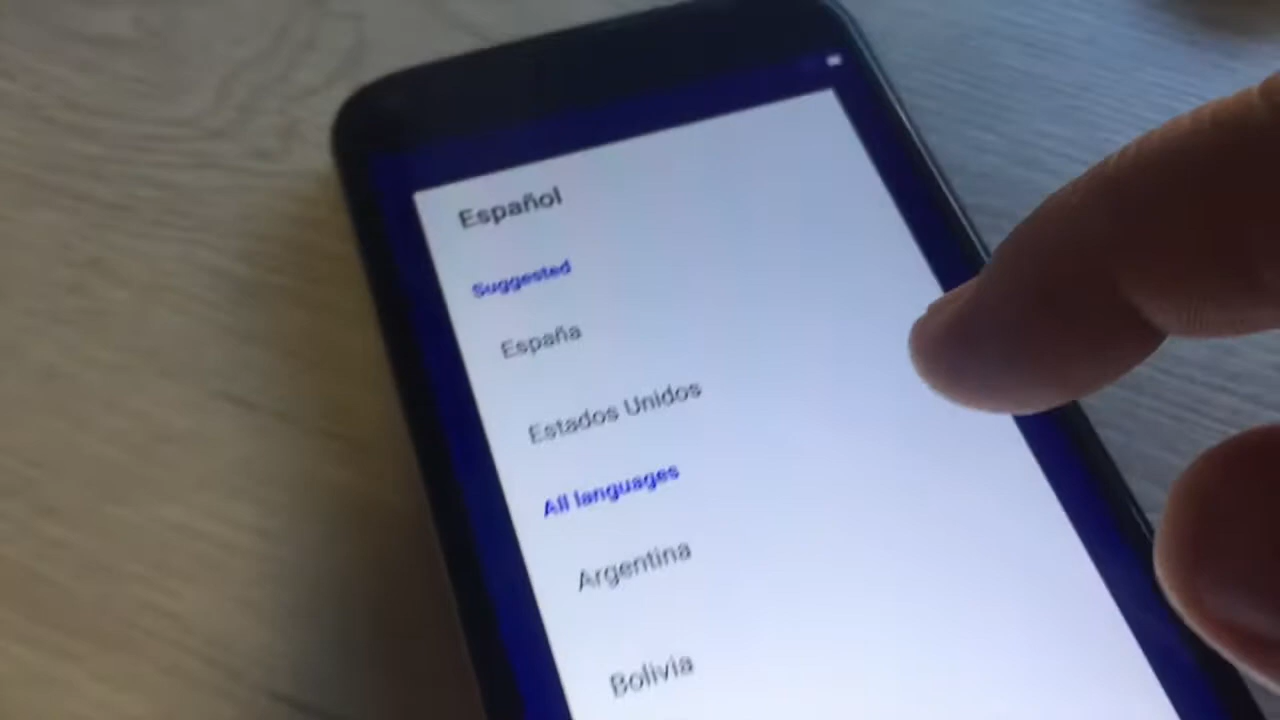 Español
Suggested
España
Estados Unidos
All languages
Argentina
Bolivia